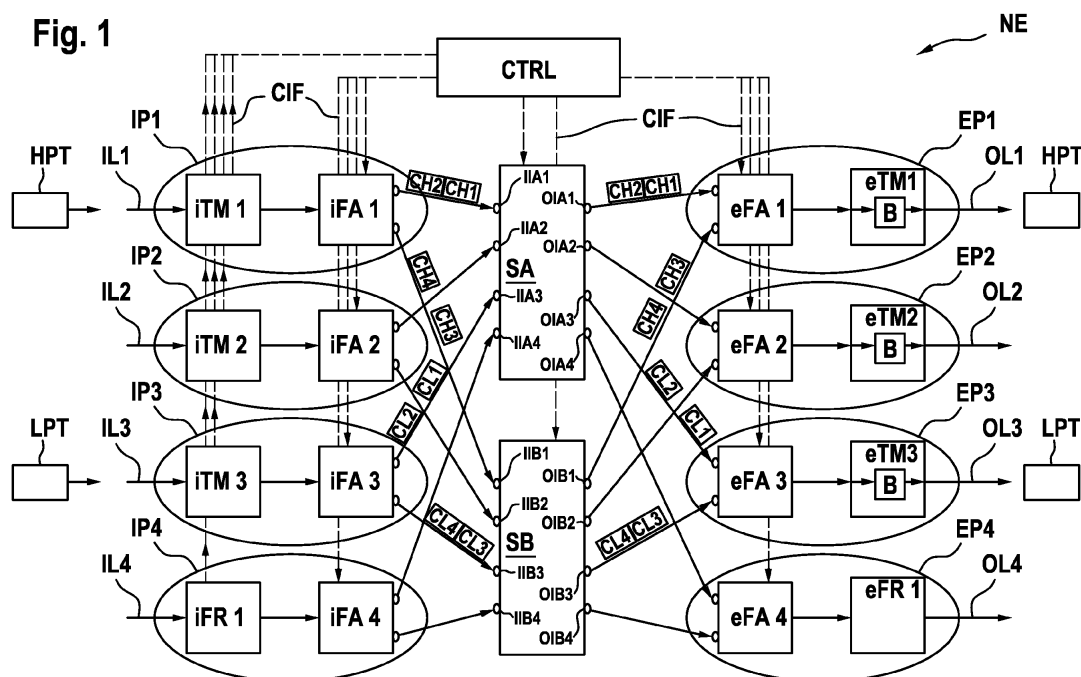 Fig. 1
NE
CTRL
CIF
CIF
IP1
EP1
HPT
IL1
OL1
HPT
iTM 1
iFA 1
CH2 CH1
IIA1
OIA1
CH2 CH1
eFA 1
eTM1
B
IIA2
OIA2
SA
IIA3
OIA3
IIA4
OIA4
CH4
CH3
CH4
CH3
IP2
EP2
IL2
OL2
iTM 2
iFA 2
eFA 2
eTM2
B
CL2
CL1
CL2
CL1
IP3
EP3
LPT
IL3
OL3
LPT
iTM 3
iFA 3
eFA 3
eTM3
B
IIB1
OIB1
IIB2
OIB2
SB
CL4 CL3
CL4 CL3
IIB3
OIB3
IIB4
OIB4
IP4
EP4
IL4
OL4
iFR 1
iFA 4
eFA 4
eFR 1